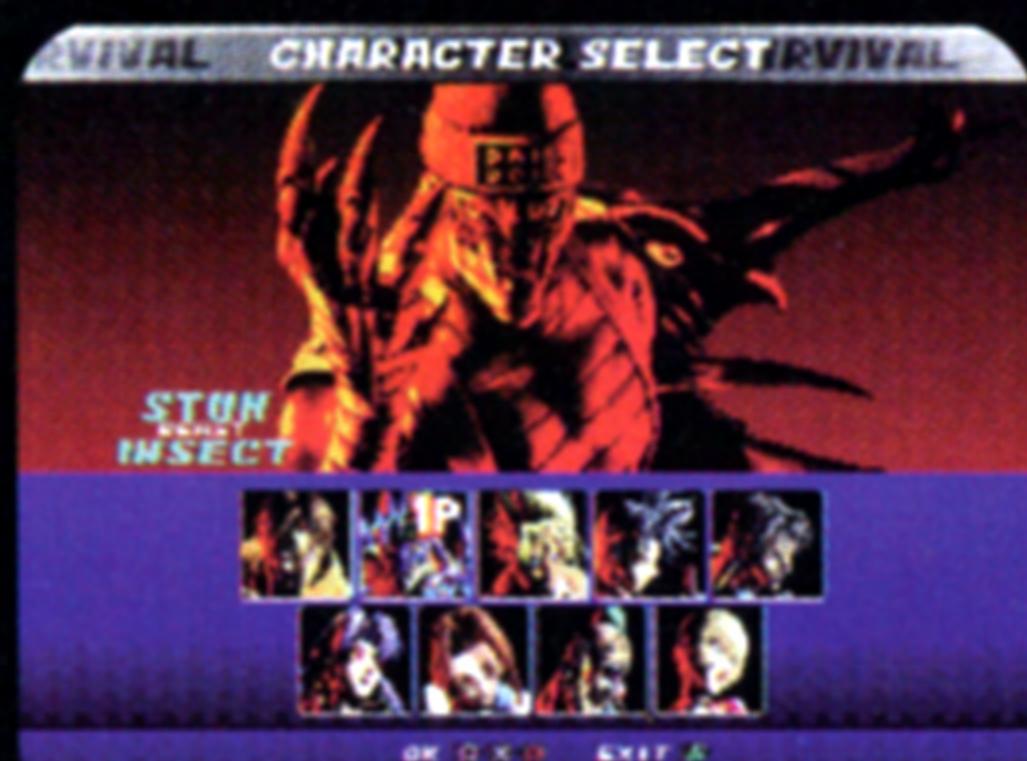 RVIVAL CHARACTER SELECT RVIVAL
STUN
INSECT
1P
OK EXIT